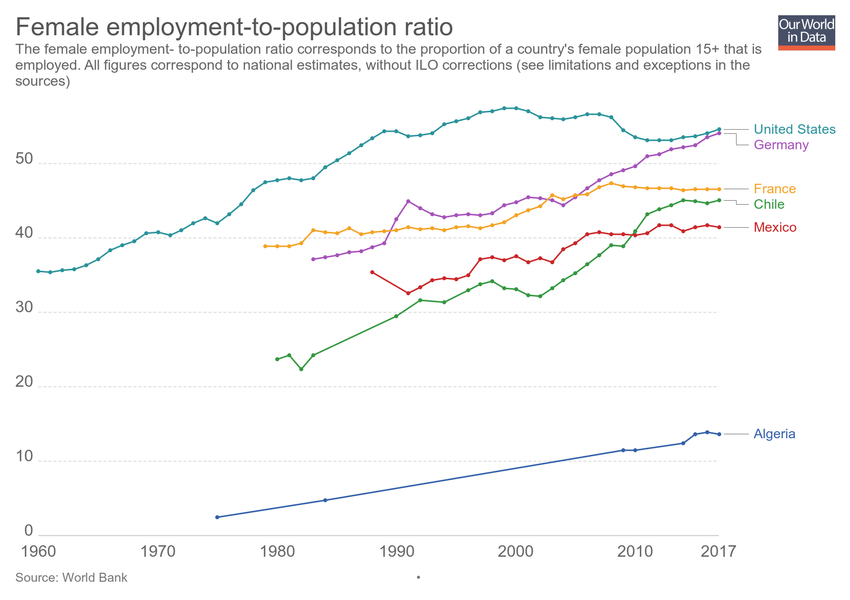 Female employment-to-population ratio
Our World
in Data
The female employment- to-population ratio corresponds to the proportion of a country's female population 15+ that is
employed. All figures correspond to national estimates, without ILO corrections (see limitations and exceptions in the
sources)
United States
Germany
France
Chile
Mexico
Algeria
50
40
30
20
10
0
1960 1970 1980 1990 2000 2010 2017
Source: World Bank